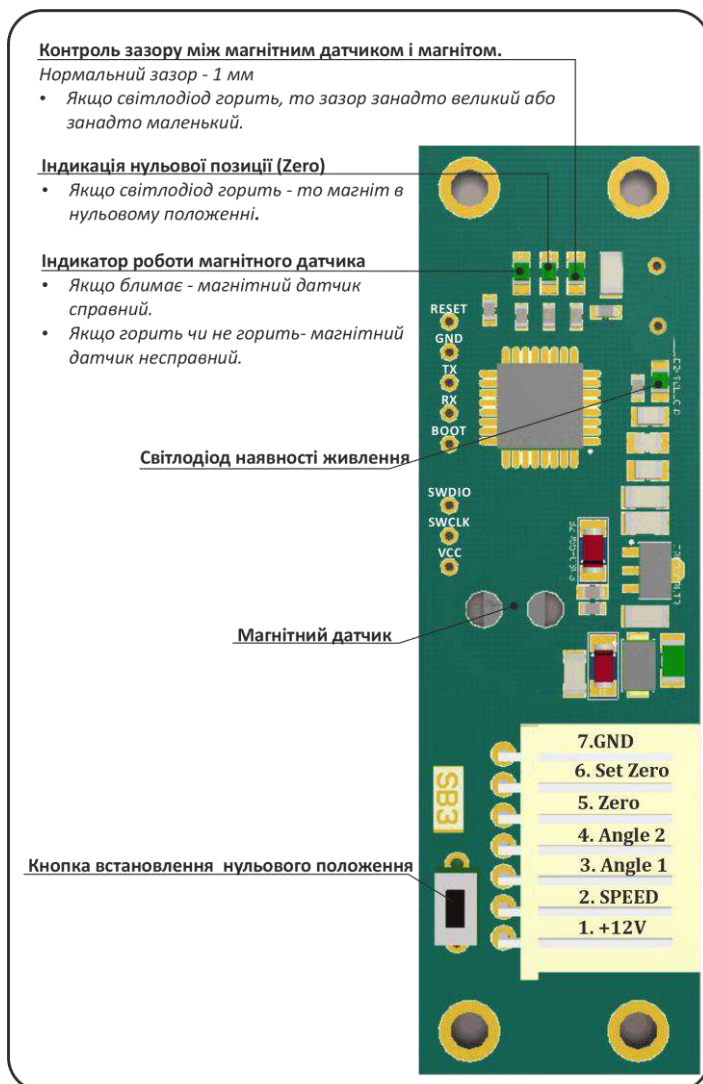 Контроль зазору між магнітним датчиком і магнітом.
Нормальний зазор - 1 мм
• Якщо світлодіод горить, то зазор занадто великий або
занадто маленький.
Індикація нульової позиції (Zero)
• Якщо світлодіод горить - то магніт в
нульовому положенні.
Індикатор роботи магнітного датчика
• Якщо блимає - магнітний датчик
справний.
• Якщо горить чи не горить- магнітний
датчик несправний.
RESET
GND
TX
RX
BOOT
Світлодіод наявності живлення
SWDIO
SWCLK
VCC
Магнітний датчик
7.GND
6. Set Zero
5. Zero
4. Angle 2
3. Angle 1
2. SPEED
1. +12V
SB3
Кнопка встановлення нульового положення